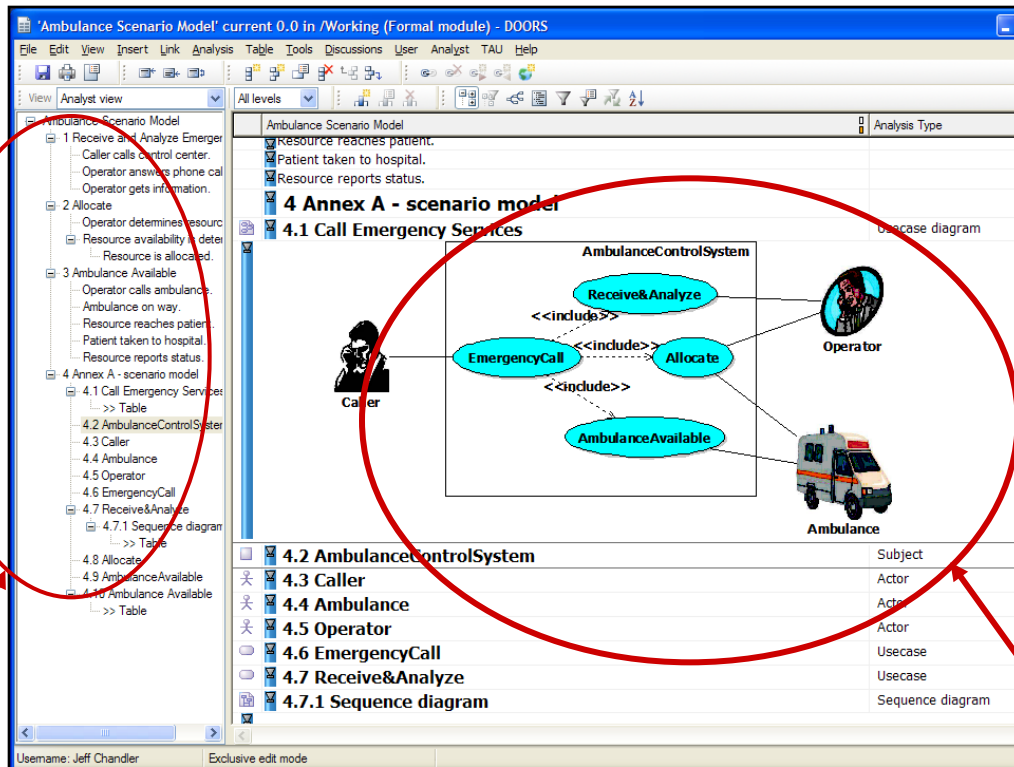 'Ambulance Scenario Model' current 0.0 in /Working (Formal module) - DOORS
File Edit View Insert Link Analysis Table Tools Discussions User Analyst TAU Help
View Analyst view All levels
Ambulance Scenario Model
1 Receive and Analyze Emerger
Caller calls control center.
Operator answers phone cal
Operator gets information.
2 Allocate
Operator determines resourc
Resource availability is deter
Resource is allocated.
3 Ambulance Available
Operator calls ambulance.
Ambulance on way.
Resource reaches patient.
Patient taken to hospital.
Resource reports status.
4 Annex A - scenario model
4.1 Call Emergency Services
>> Table
4.2 AmbulanceControlSyster
4.3 Caller
4.4 Ambulance
4.5 Operator
4.6 EmergencyCall
4.7 Receive&Analyze
4.7.1 Sequence diagram
>> Table
4.8 Allocate
4.9 AmbulanceAvailable
4.10 Ambulance Available
>> Table
Ambulance Scenario Model Analysis Type
Resource reaches patient.
Patient taken to hospital.
Resource reports status.
4 Annex A - scenario model
4.1 Call Emergency Services Usecase diagram
AmbulanceControlSystem
Receive&Analyze
<<include>>
Operator
EmergencyCall <<include>> Allocate
<<include>>
Caller
AmbulanceAvailable
Ambulance
4.2 AmbulanceControlSystem Subject
4.3 Caller Actor
4.4 Ambulance Actor
4.5 Operator Actor
4.6 EmergencyCall Usecase
4.7 Receive&Analyze Usecase
4.7.1 Sequence diagram Sequence diagram
Username: Jeff Chandler Exclusive edit mode